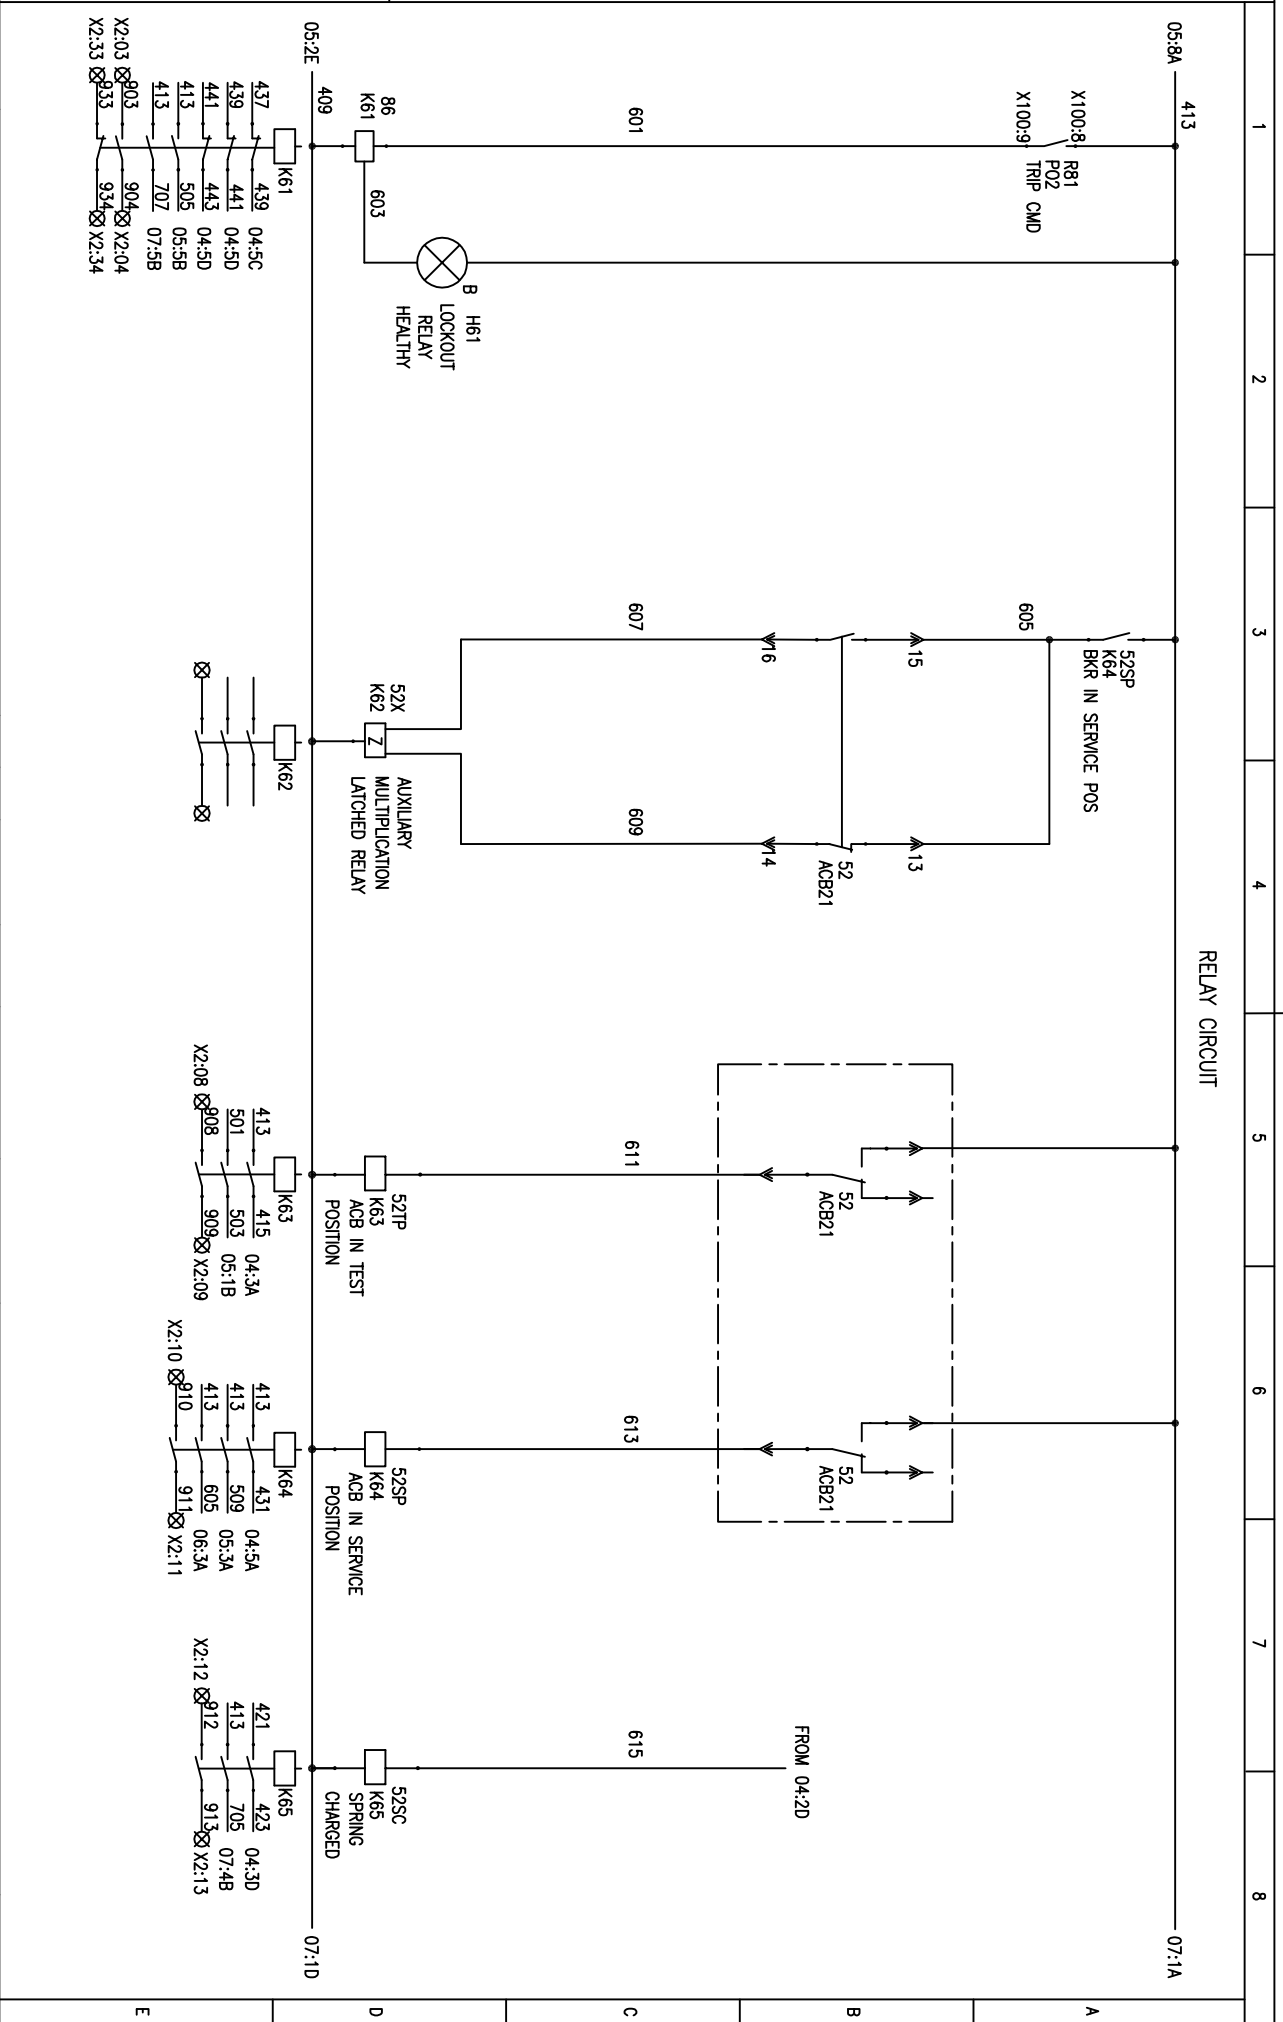 1
2
3
4
5
6
7
8
A
B
C
D
E
RELAY CIRCUIT
05:8A
413
07:1A
X100:8
X100:9
R81
PO2
TRIP CMD
601
86
K61
603
B
H61
LOCKOUT
RELAY
HEALTHY
52SP
K64
BKR IN SERVICE POS
605
15
16
607
13
14
52
ACB21
609
52X
K62
Z
AUXILIARY
MULTIPLICATION
LATCHED RELAY
52
ACB21
611
52TP
K63
ACB IN TEST
POSITION
52
ACB21
613
52SP
K64
ACB IN SERVICE
POSITION
FROM 04:2D
615
52SC
K65
SPRING
CHARGED
05:2E
409
07:1D
K61
437 439 04:5C
439 441 04:5D
441 443 04:5D
413 505 05:5B
413 707 07:5B
X2:03 903 904 X2:04
X2:33 933 934 X2:34
K62
K63
413 415 04:3A
501 503 05:1B
X2:08 908 909 X2:09
K64
413 431 04:5A
413 509 05:3A
413 605 06:3A
X2:10 910 911 X2:11
K65
421 423 04:3D
413 705 07:4B
X2:12 912 913 X2:13